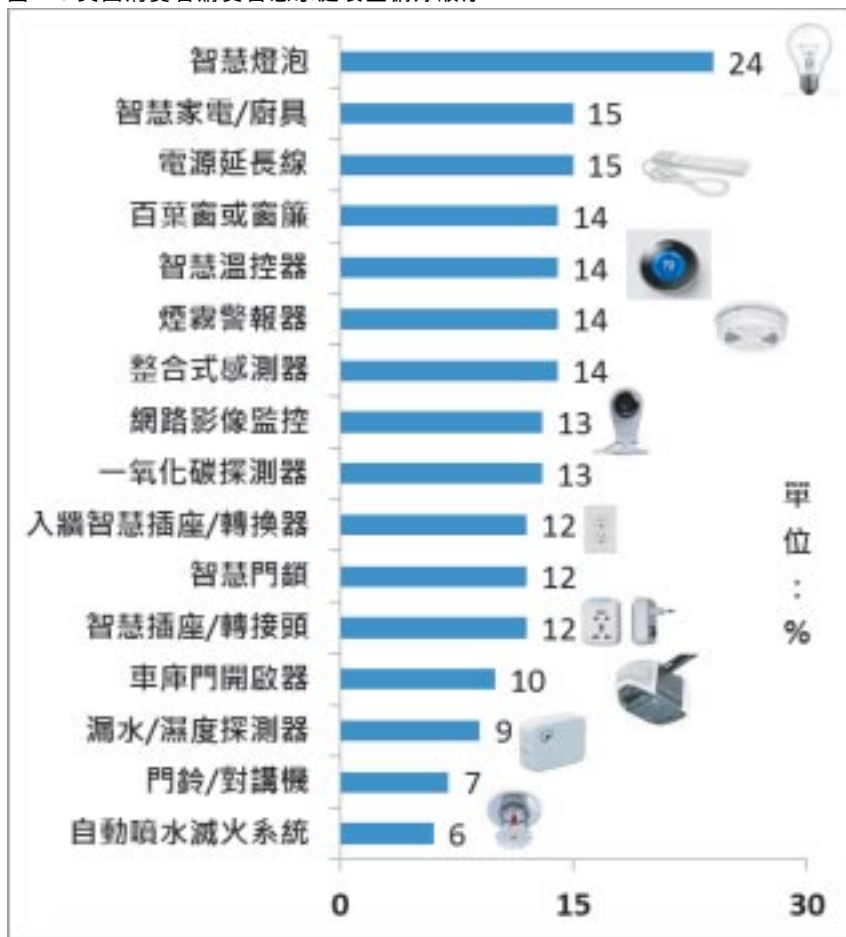 智慧燈泡 24
智慧家電/廚具 15
電源延長線 15
百葉窗或窗簾 14
智慧溫控器 14
煙霧警報器 14
整合式感測器 14
網路影像監控 13
一氧化碳探測器 13
入牆智慧插座/轉換器 12
智慧門鎖 12
智慧插座/轉接頭 12
車庫門開啟器 10
漏水/濕度探測器 9
門鈴/對講機 7
自動噴水滅火系統 6
0 15 30
單位：%